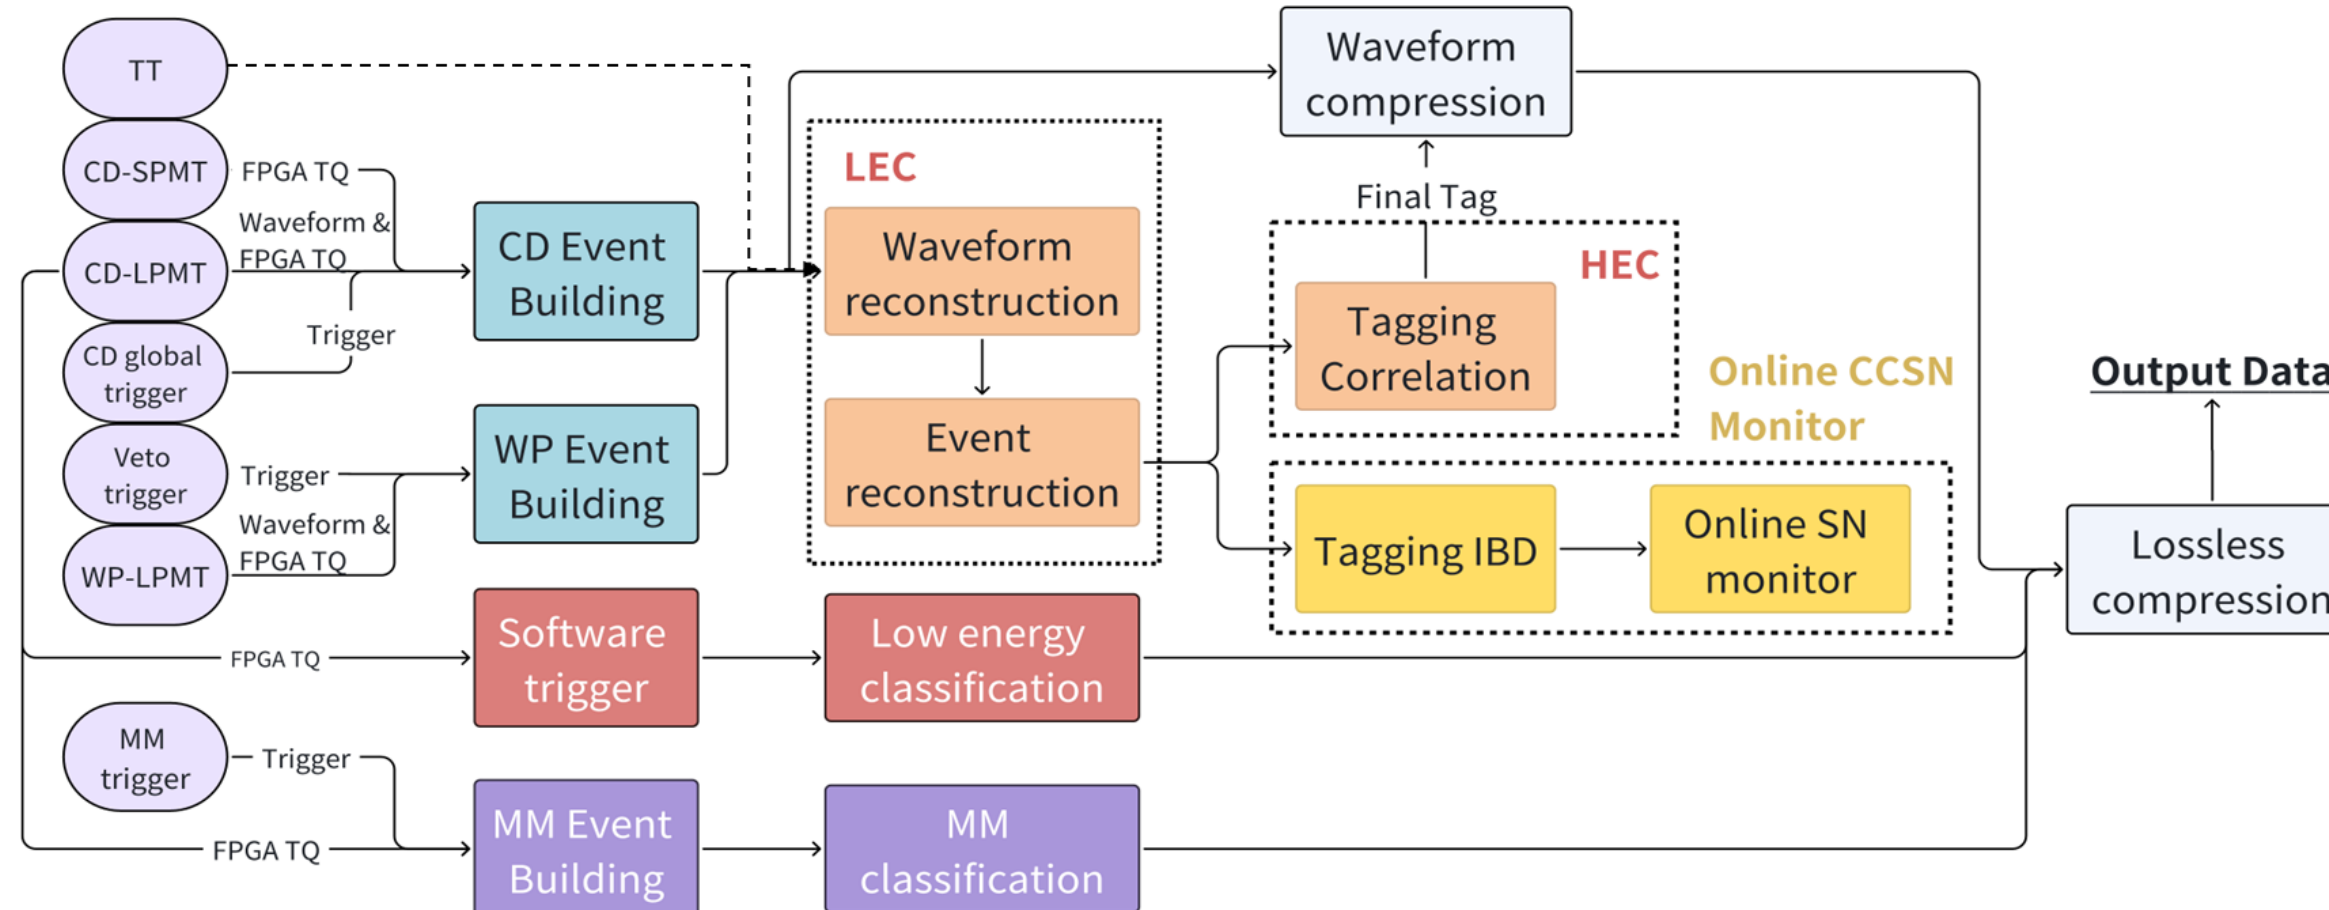 TT
CD-SPMT
FPGA TQ
Waveform &
FPGA TQ
CD-LPMT
CD global
trigger
Trigger
Veto
trigger
Trigger
Waveform &
FPGA TQ
WP-LPMT
FPGA TQ
MM
trigger
Trigger
FPGA TQ
CD Event
Building
WP Event
Building
Software
trigger
MM Event
Building
LEC
Waveform
reconstruction
Event
reconstruction
Low energy
classification
MM
classification
Waveform
compression
Final Tag
HEC
Tagging
Correlation
Online CCSN
Monitor
Tagging IBD
Online SN
monitor
Output Data
Lossless
compression